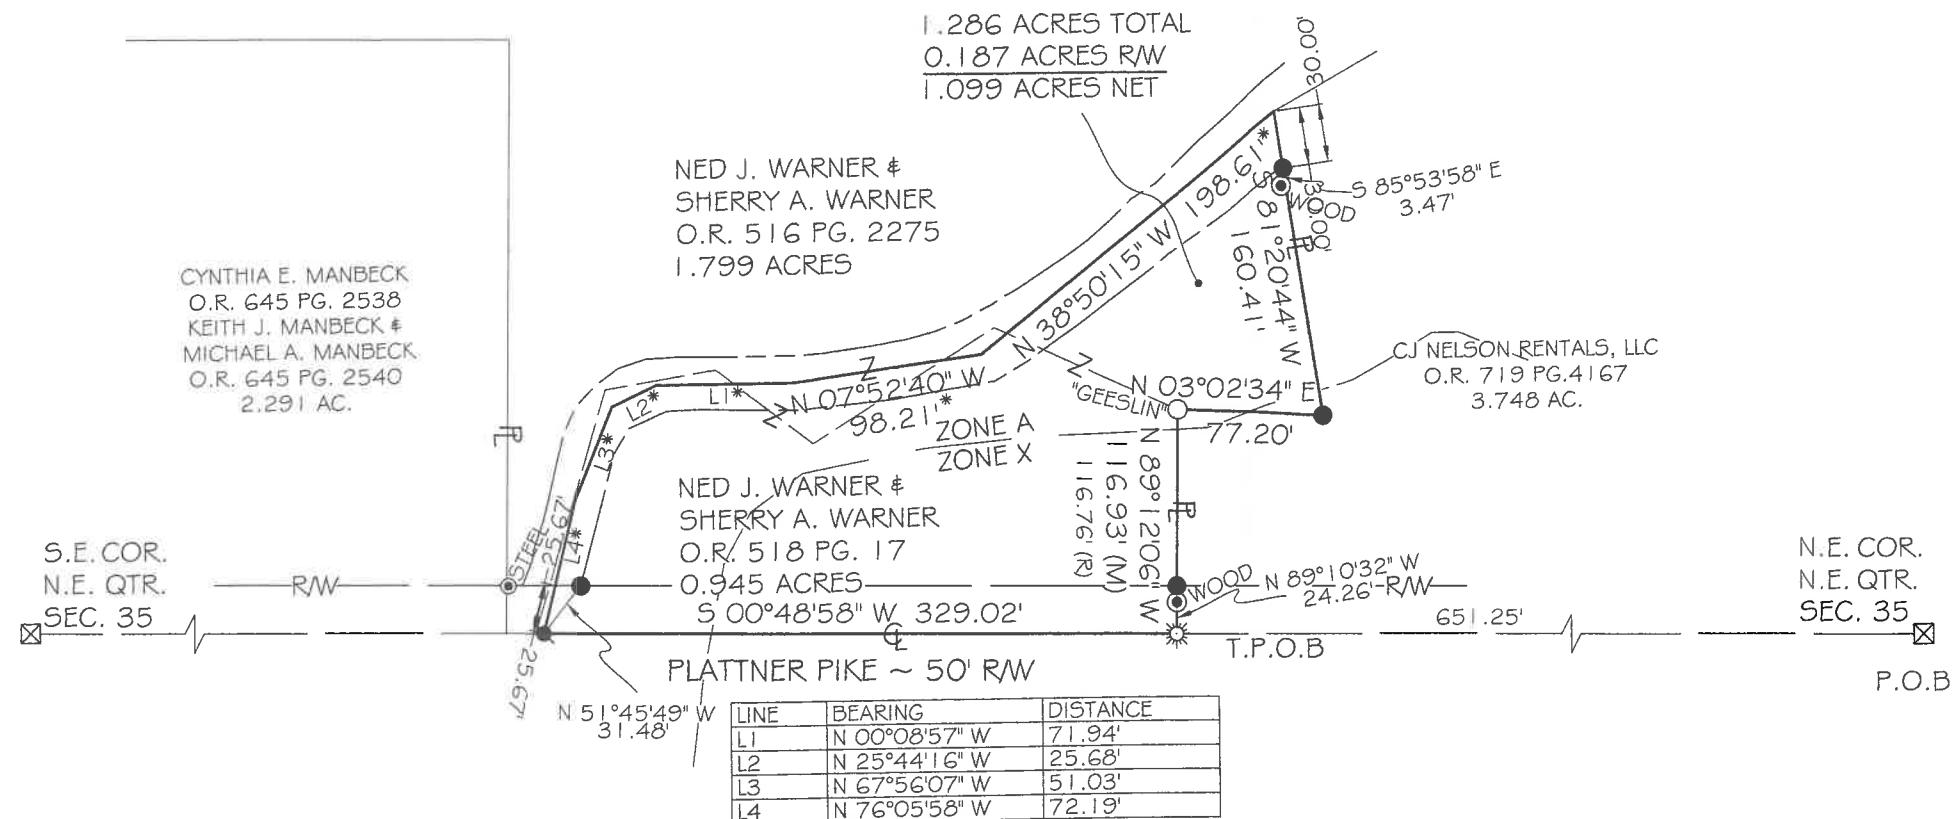 1.286 ACRES TOTAL
0.187 ACRES R/W
1.099 ACRES NET
30.00'
30.00'
NED J. WARNER &
SHERRY A. WARNER
O.R. 516 PG. 2275
1.799 ACRES
N 38°50'15" W 198.61'*
S 85°53'58" E
3.47'
WOOD
S 81°20'44" W
160.41'
PL
CYNTHIA E. MANBECK
O.R. 645 PG. 2538
KEITH J. MANBECK &
MICHAEL A. MANBECK
O.R. 645 PG. 2540
2.291 AC.
PL
CJ NELSON RENTALS, LLC
O.R. 719 PG.4167
3.748 AC.
Z
Z
Z
L1*
L2*
L3*
L4*
N 07°52'40" W
98.21'*
"GEESLIN"
N 03°02'34" E
77.20'
ZONE A
ZONE X
N 89°12'06" W
116.93' (M)
116.76' (R)
PL
NED J. WARNER &
SHERRY A. WARNER
O.R. 518 PG. 17
0.945 ACRES
S 00°48'58" W 329.02'
STEEL
25.67'
25.67'
S.E. COR.
N.E. QTR.
SEC. 35
R/W
WOOD
N 89°10'32" W
24.26'
R/W
651.25'
N.E. COR.
N.E. QTR.
SEC. 35
CL
T.P.O.B
P.O.B
PLATTNER PIKE ~ 50' R/W
N 51°45'49" W
31.48'
LINE BEARING DISTANCE
L1 N 00°08'57" W 71.94'
L2 N 25°44'16" W 25.68'
L3 N 67°56'07" W 51.03'
L4 N 76°05'58" W 72.19'